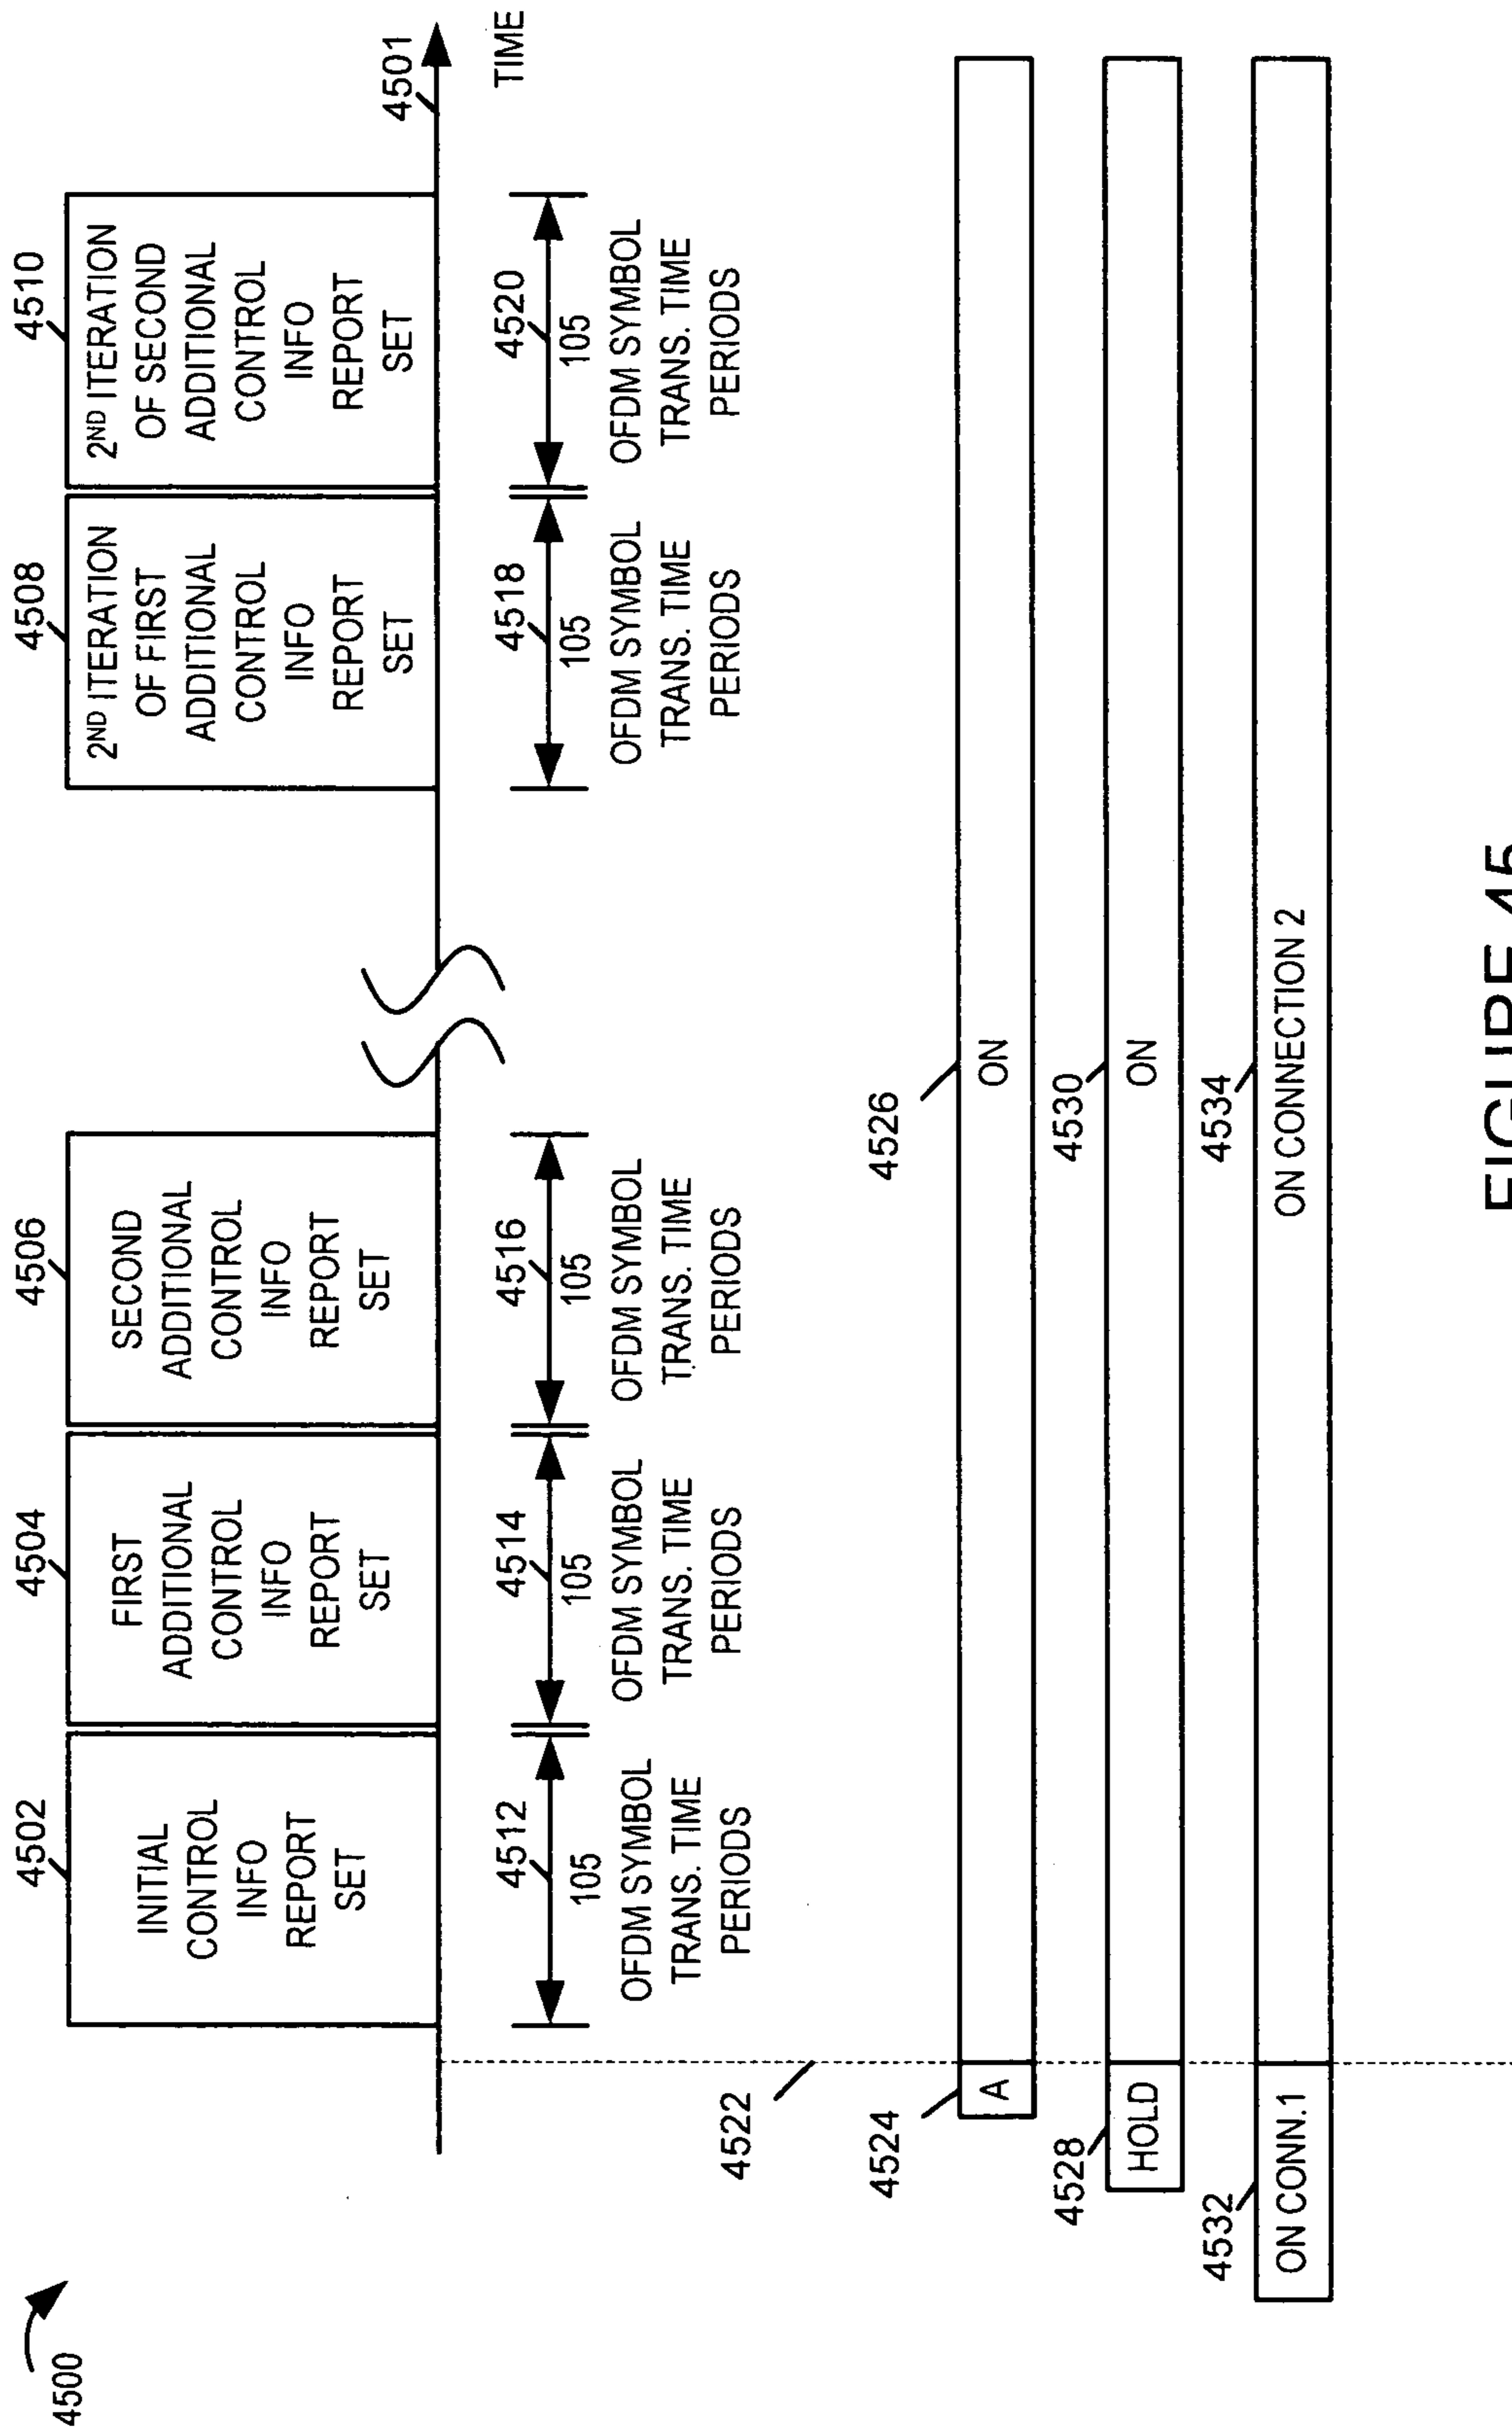 4500
4502
INITIAL
CONTROL
INFO
REPORT
SET
4504
FIRST
ADDITIONAL
CONTROL
INFO
REPORT
SET
4506
SECOND
ADDITIONAL
CONTROL
INFO
REPORT
SET
4508
2ND ITERATION
OF FIRST
ADDITIONAL
CONTROL
INFO
REPORT
SET
4510
2ND ITERATION
OF SECOND
ADDITIONAL
CONTROL
INFO
REPORT
SET
4501
TIME
4512
105
OFDM SYMBOL
TRANS. TIME
PERIODS
4514
105
OFDM SYMBOL
TRANS. TIME
PERIODS
4516
105
OFDM SYMBOL
TRANS. TIME
PERIODS
4518
105
OFDM SYMBOL
TRANS. TIME
PERIODS
4520
105
OFDM SYMBOL
TRANS. TIME
PERIODS
4522
4524
A
4526
ON
4528
HOLD
4530
ON
4532
ON CONN.1
4534
ON CONNECTION 2
FIGURE 45